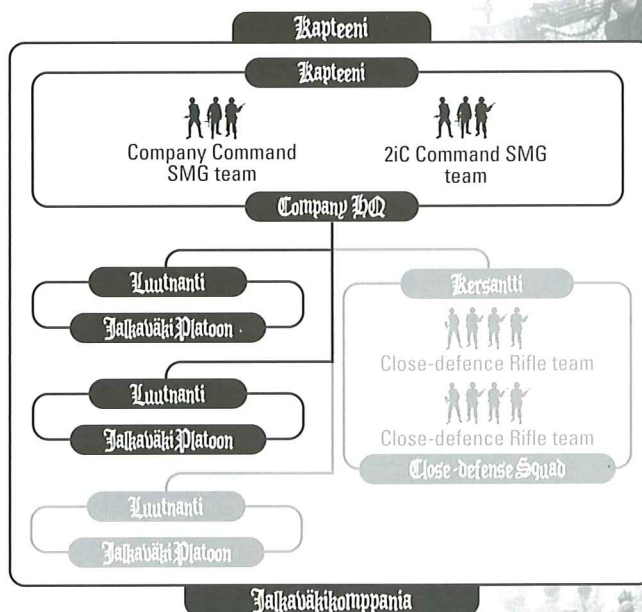 Kapteeni
Kapteeni
Company Command
SMG team
2iC Command SMG
team
Company HQ
Luutnanti
Jalkaväki Platoon
Luutnanti
Jalkaväki Platoon
Luutnanti
Jalkaväki Platoon
Kersantti
Close-defence Rifle team
Close-defence Rifle team
Close-defense Squad
Jalkaväkikomppania